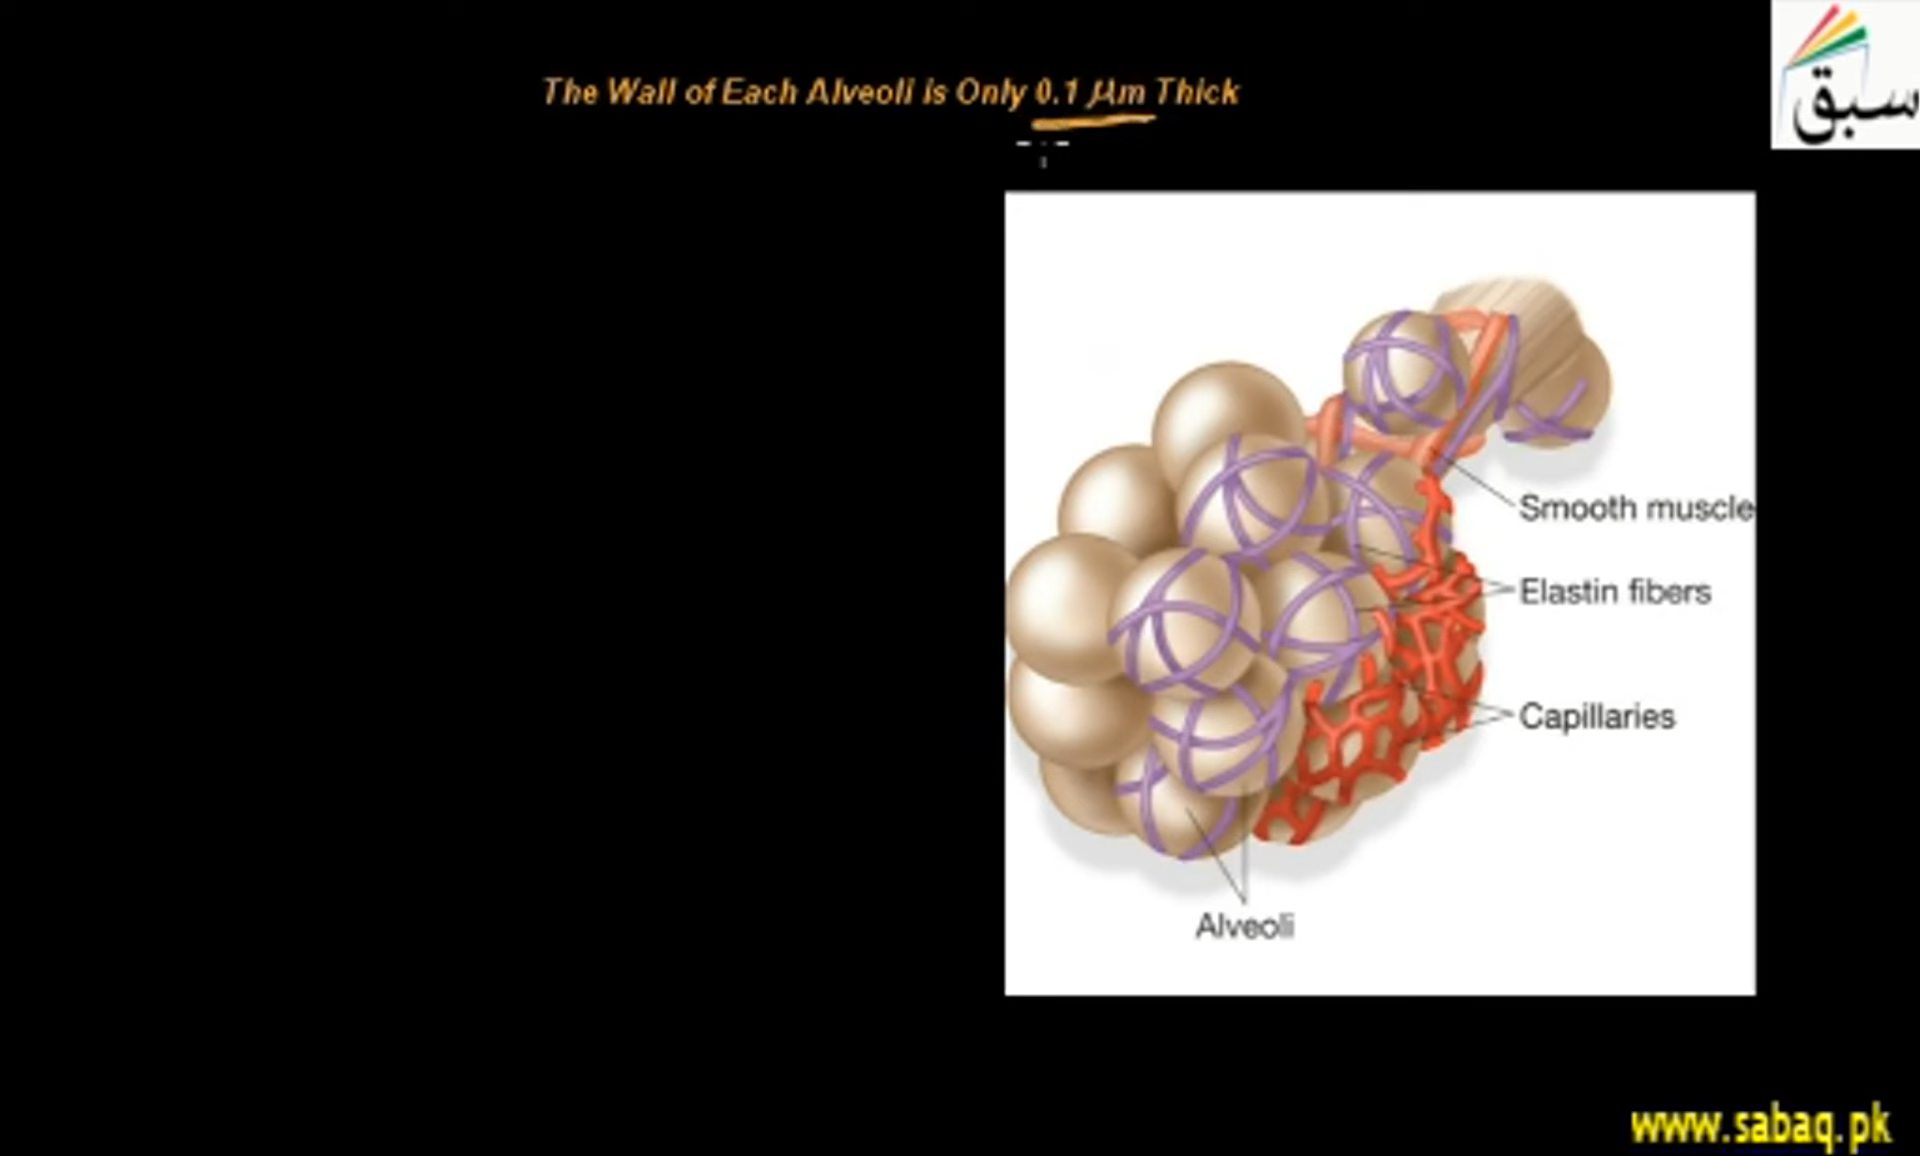 The Wall of Each Alveoli is Only 0.1 μm Thick
سبق
Smooth muscle
Elastin fibers
Capillaries
Alveoli
www.sabaq.pk